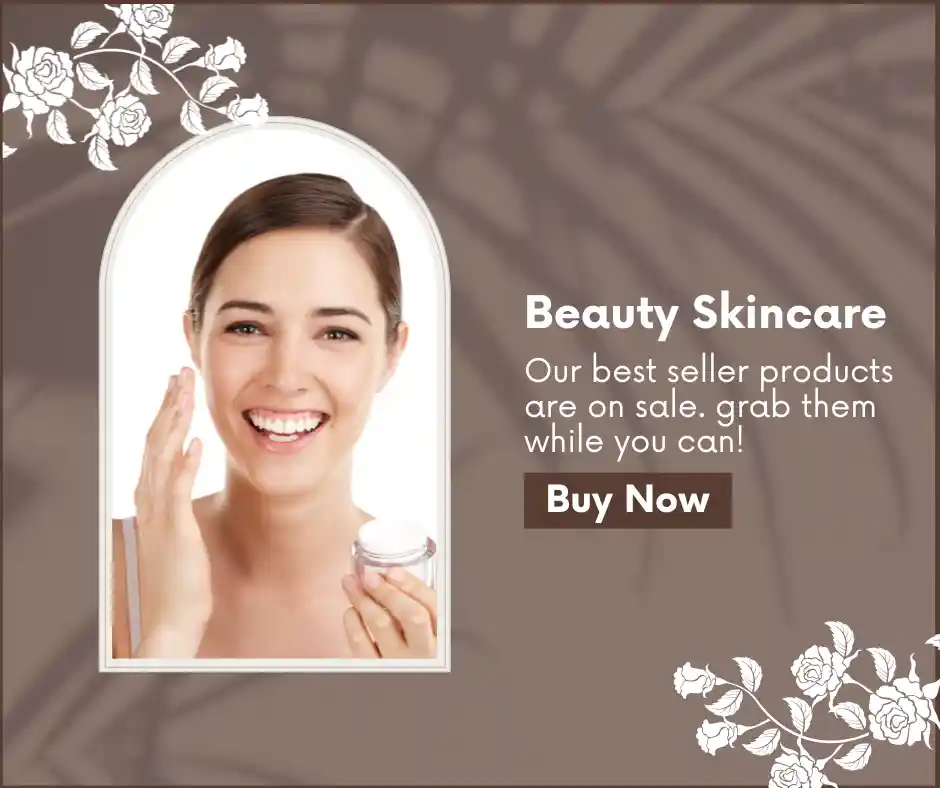 Beauty Skincare
Our best seller products
are on sale. grab them
while you can!
Buy Now